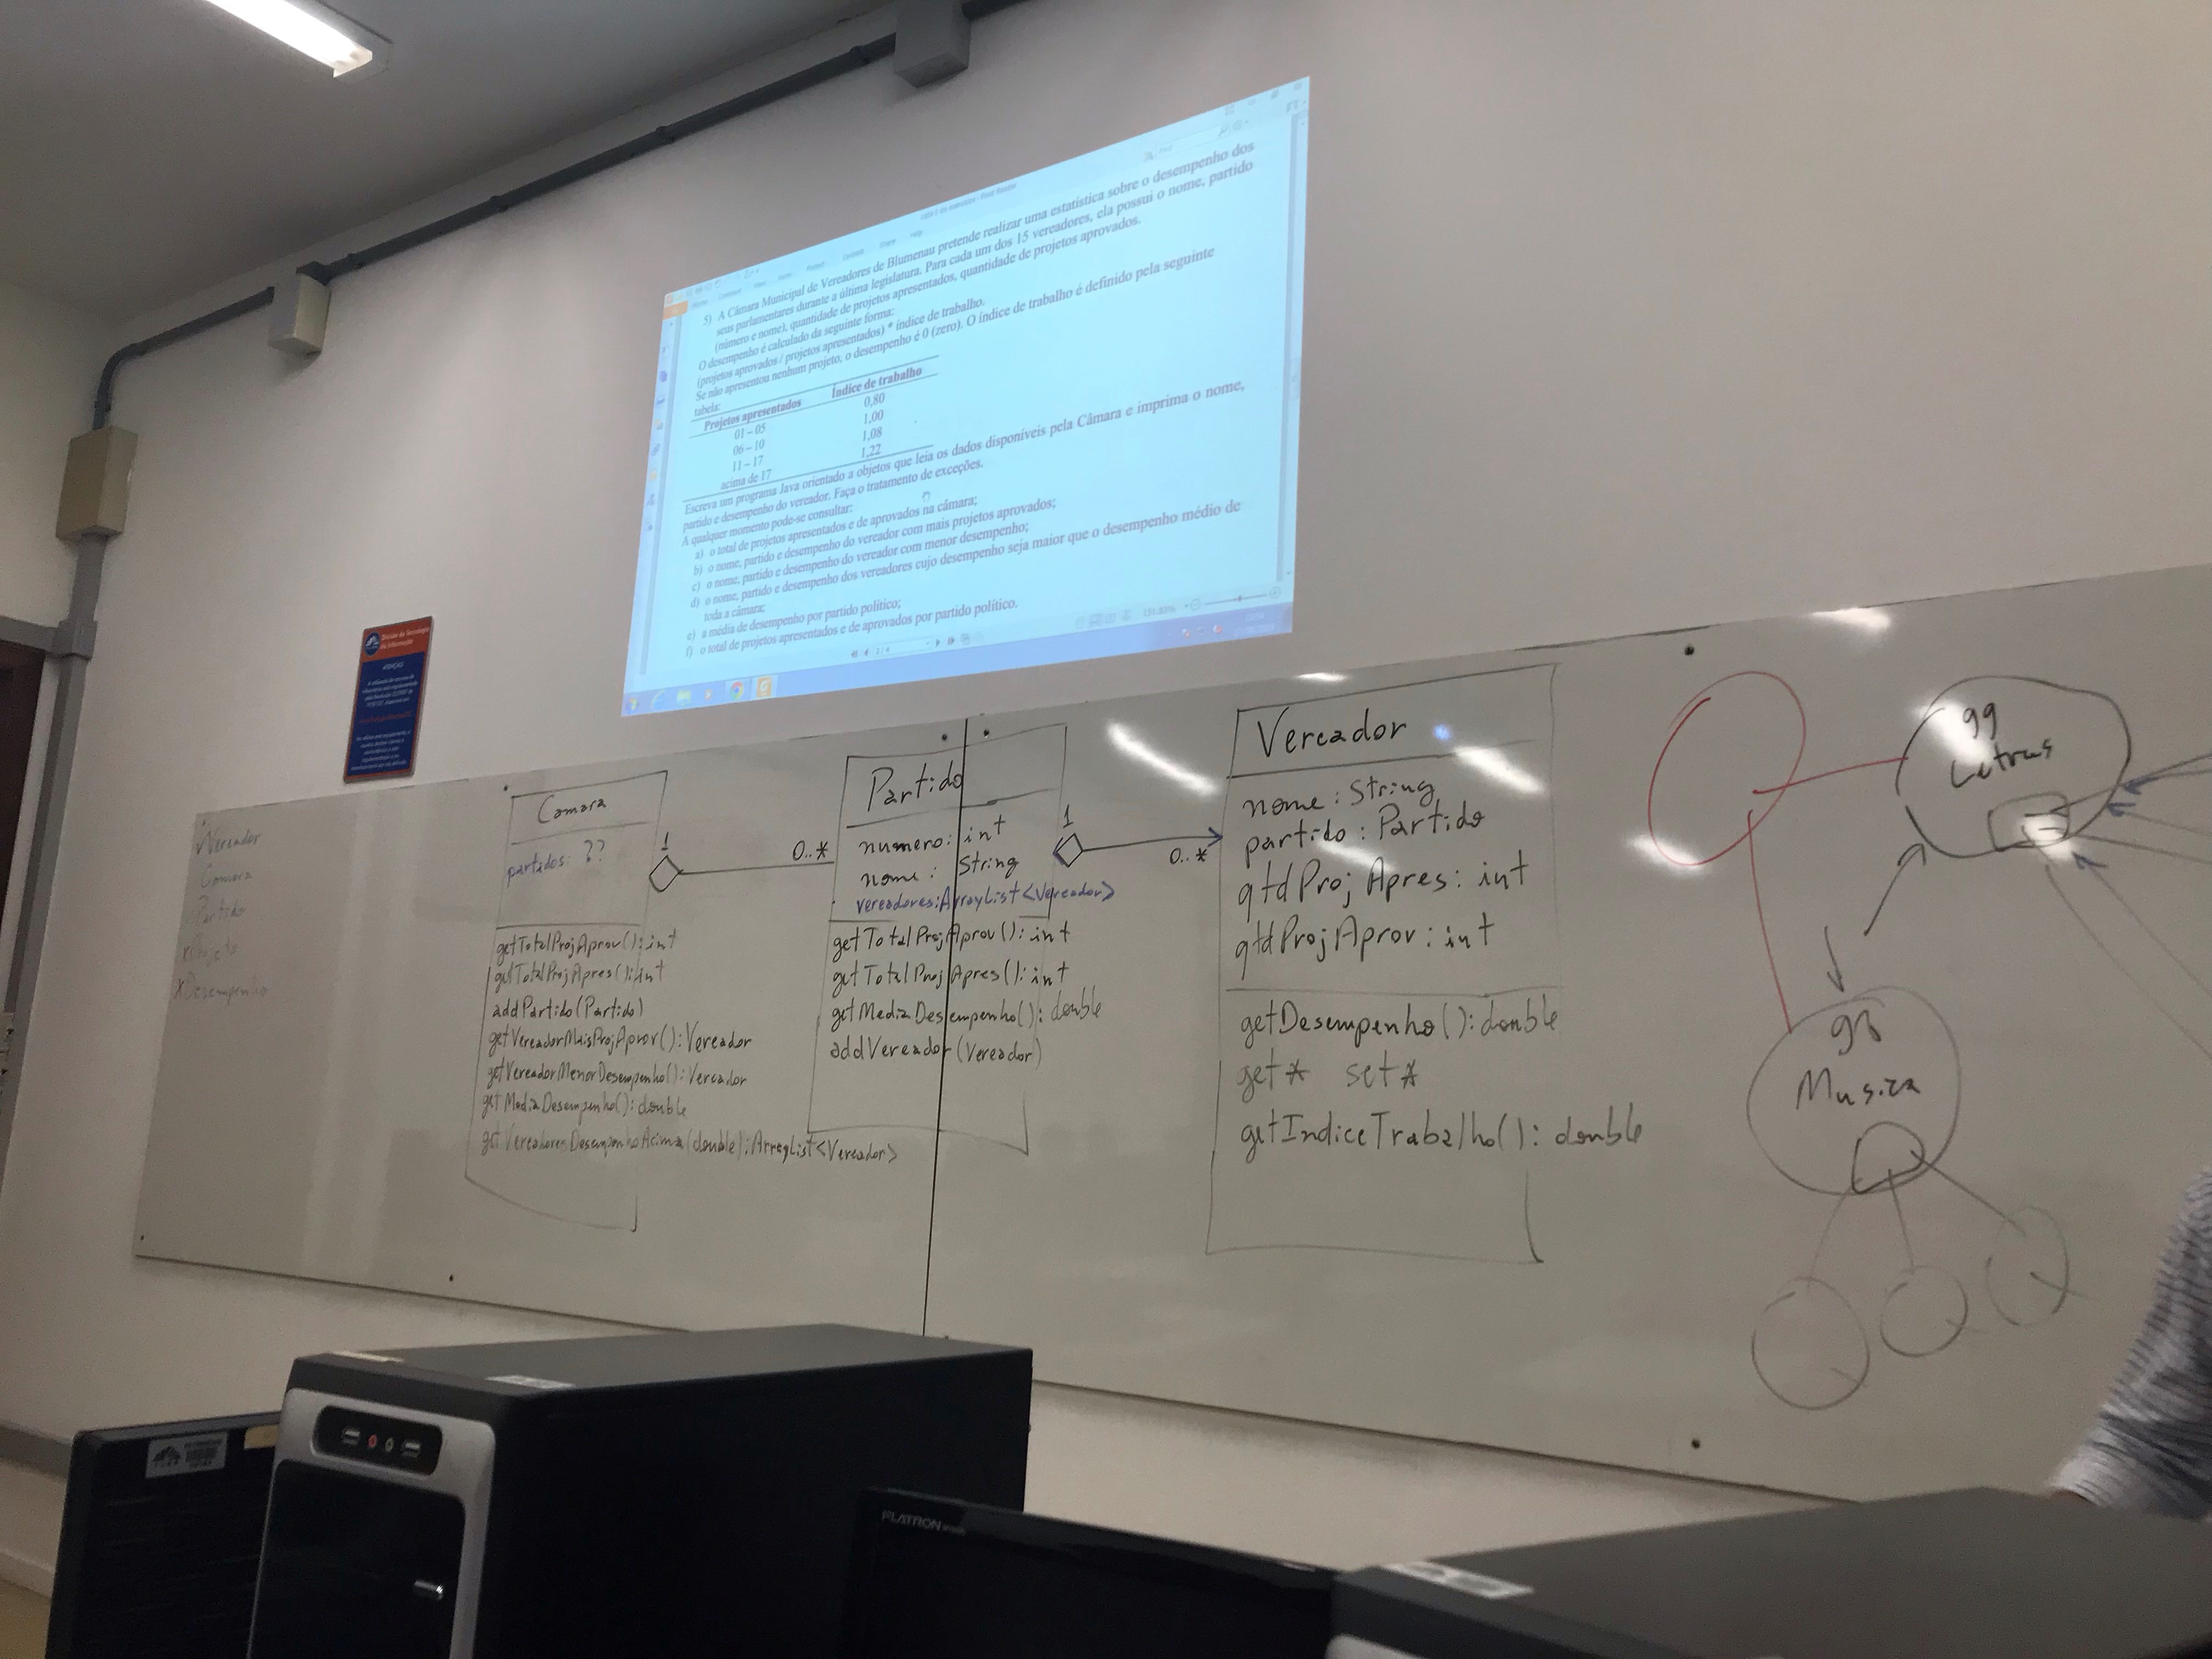 5) A Câmara Municipal de Vereadores de Blumenau pretende realizar uma estatística sobre o desempenho dos
seus parlamentares durante a última legislatura. Para cada um dos 15 vereadores, ela possui o nome, partido
(número e nome), quantidade de projetos apresentados, quantidade de projetos aprovados.
O desempenho é calculado da seguinte forma:
(projetos aprovados / projetos apresentados) * índice de trabalho.
Se não apresentou nenhum projeto, o desempenho é 0 (zero). O índice de trabalho é definido pela seguinte
tabela:
Projetos apresentados Índice de trabalho
01 – 05 0,80
06 – 10 1,00
11 – 17 1,08
acima de 17 1,22
Escreva um programa Java orientado a objetos que leia os dados disponíveis pela Câmara e imprima o nome,
partido e desempenho do vereador. Faça o tratamento de exceções.
A qualquer momento pode-se consultar:
a) o total de projetos apresentados e de aprovados na câmara;
b) o nome, partido e desempenho do vereador com mais projetos aprovados;
c) o nome, partido e desempenho do vereador com menor desempenho;
d) o nome, partido e desempenho dos vereadores cujo desempenho seja maior que o desempenho médio de
toda a câmara;
e) a média de desempenho por partido político;
f) o total de projetos apresentados e de aprovados por partido político.
Divisão de Tecnologia
da Informação
ATENÇÃO
Vereador
Camara
Partido
xProjeto
xDesempenho
Camara
partidos: ??
getTotalProjAprov(): int
getTotalProjApres(): int
addPartido(Partido)
getVereadorMaisProjAprov(): Vereador
getVereadorMenorDesempenho(): Vereador
getMediaDesempenho(): double
getVereadoresDesempenhoAcima(double): ArrayList<Vereador>
1
0..*
Partido
numero: int
nome: String
vereadores: ArrayList<Vereador>
getTotalProjAprov(): int
getTotalProjApres(): int
getMediaDesempenho(): double
addVereador(Vereador)
1
0..*
Vereador
nome: String
partido: Partido
qtdProjApres: int
qtdProjAprov: int
getDesempenho(): double
get* set*
getIndiceTrabalho(): double
99
Letras
98
Musica
FLATRON